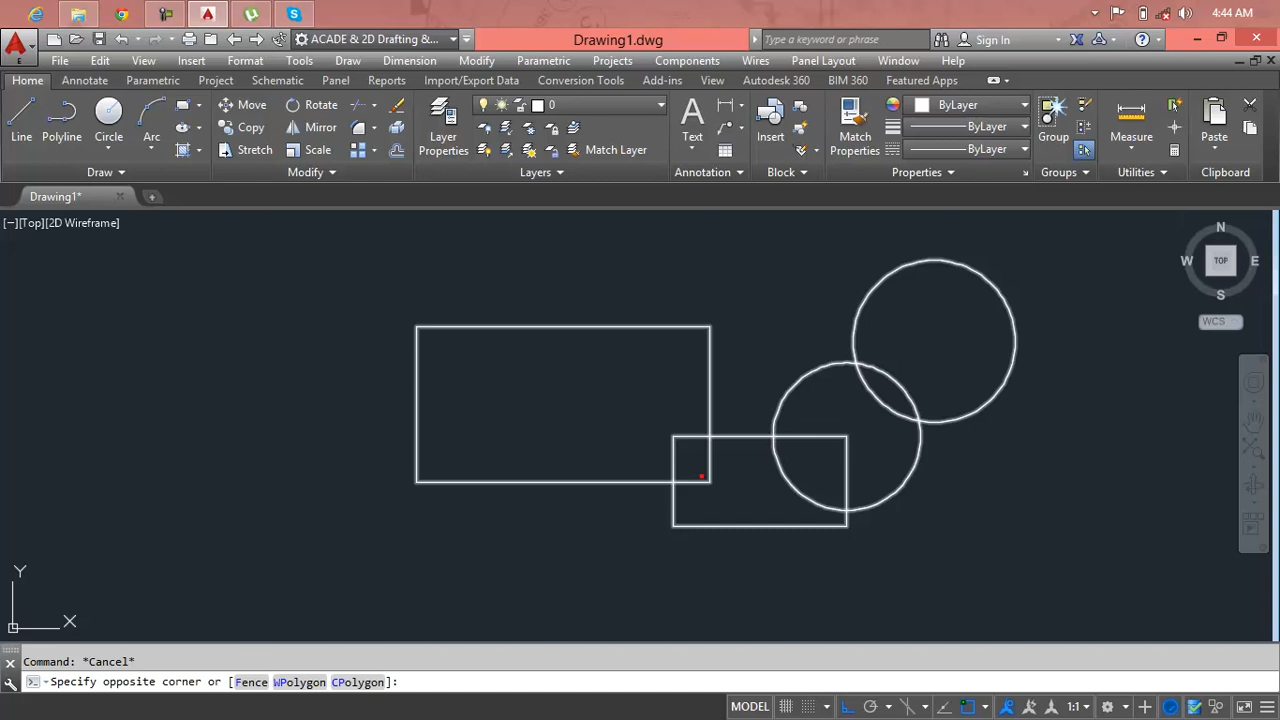 4:44 AM
ACADE & 2D Drafting &...
Drawing1.dwg
Type a keyword or phrase
Sign In
E
File Edit View Insert Format Tools Draw Dimension Modify Parametric Projects Components Wires Panel Layout Window Help
Home Annotate Parametric Project Schematic Panel Reports Import/Export Data Conversion Tools Add-ins View Autodesk 360 BIM 360 Featured Apps
Line
Polyline
Circle
Arc
Move Rotate
Copy Mirror
Stretch Scale
Layer
Properties
0
Match Layer
A
Text
Insert
Match
Properties
ByLayer
ByLayer
ByLayer
Group
Measure
Paste
Draw Modify Layers Annotation Block Properties Groups Utilities Clipboard
Drawing1*
[−][Top][2D Wireframe]
N
W TOP E
S
WCS
Y
X
Command: *Cancel*
Specify opposite corner or [Fence WPolygon CPolygon]:
MODEL
1:1